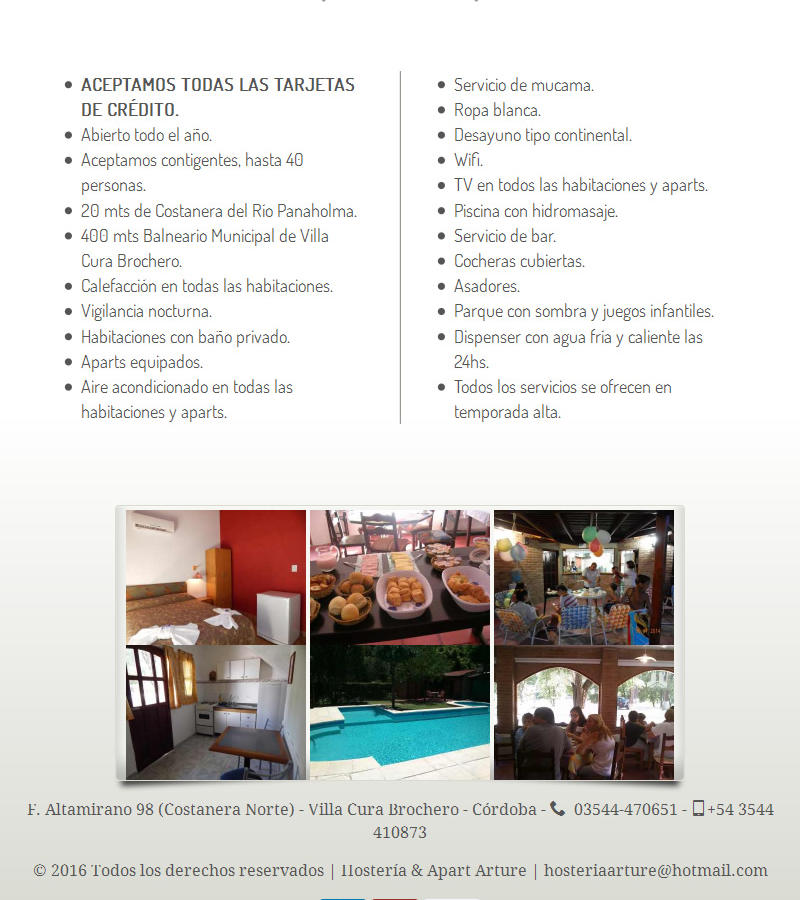 ACEPTAMOS TODAS LAS TARJETAS
DE CRÉDITO.
Abierto todo el año.
Aceptamos contigentes, hasta 40
personas.
20 mts de Costanera del Río Panaholma.
400 mts Balneario Municipal de Villa
Cura Brochero.
Calefacción en todas las habitaciones.
Vigilancia nocturna.
Habitaciones con baño privado.
Aparts equipados.
Aire acondicionado en todas las
habitaciones y aparts.
Servicio de mucama.
Ropa blanca.
Desayuno tipo continental.
Wifi.
TV en todos las habitaciones y aparts.
Piscina con hidromasaje.
Servicio de bar.
Cocheras cubiertas.
Asadores.
Parque con sombra y juegos infantiles.
Dispenser con agua fría y caliente las
24hs.
Todos los servicios se ofrecen en
temporada alta.
F. Altamirano 98 (Costanera Norte) - Villa Cura Brochero - Córdoba - 03544-470651 - +54 3544
410873
© 2016 Todos los derechos reservados | Hostería & Apart Arture | hosteriaarture@hotmail.com